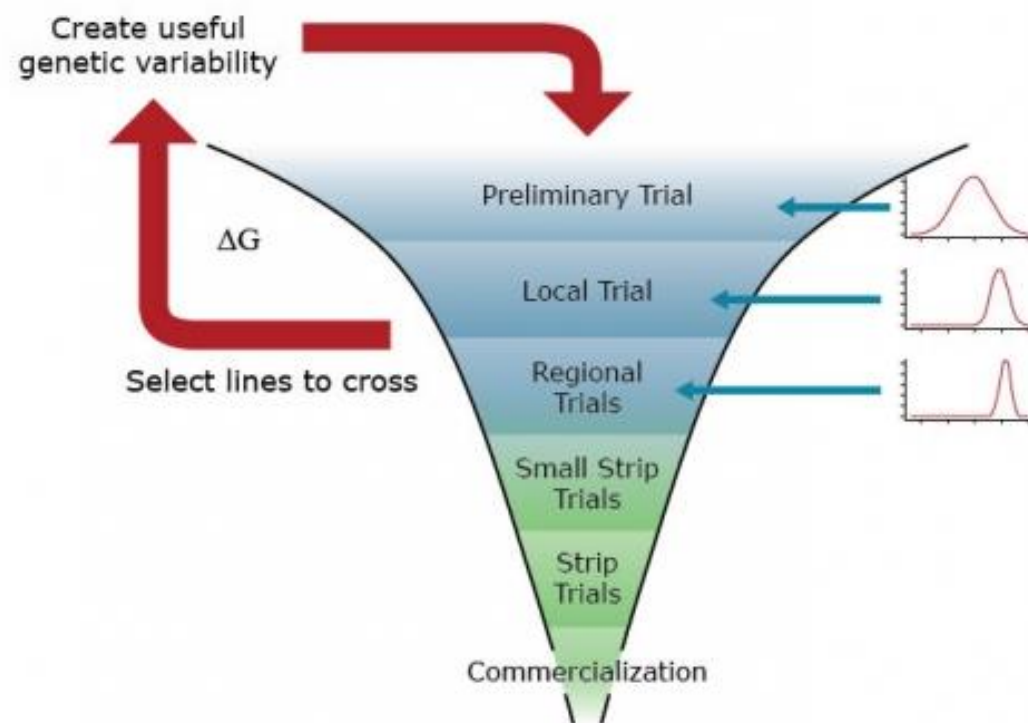 Create useful
genetic variability
Preliminary Trial
ΔG
Local Trial
Select lines to cross
Regional
Trials
Small Strip
Trials
Strip
Trials
Commercialization